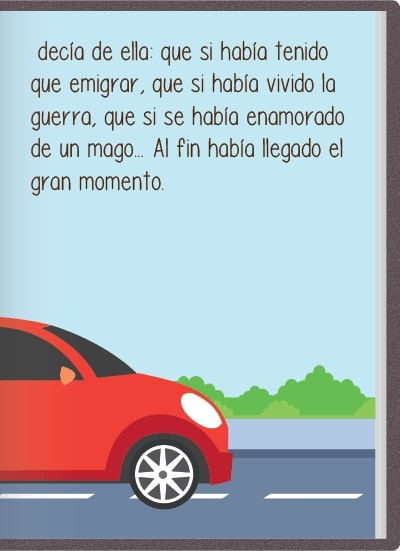 decía de ella: que si había tenido
que emigrar, que si había vivido la
guerra, que si se había enamorado
de un mago... Al fin había llegado el
gran momento.